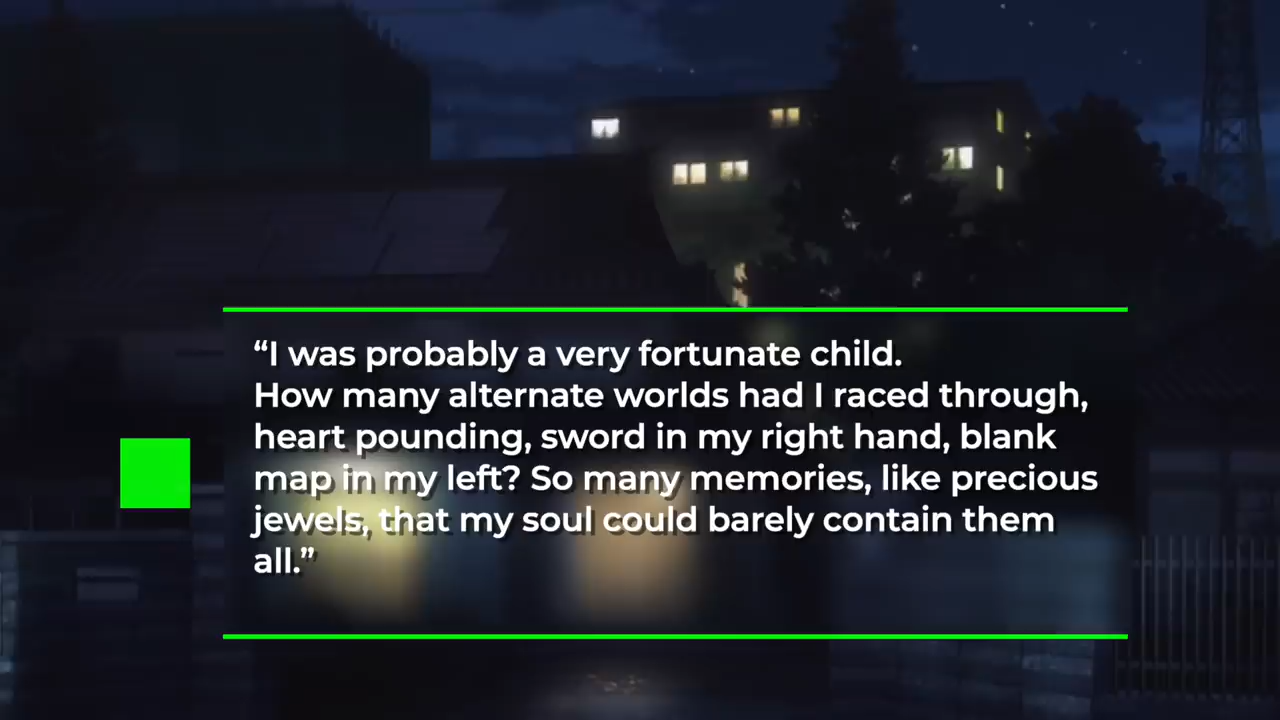 “I was probably a very fortunate child.
How many alternate worlds had I raced through,
heart pounding, sword in my right hand, blank
map in my left? So many memories, like precious
jewels, that my soul could barely contain them
all.”